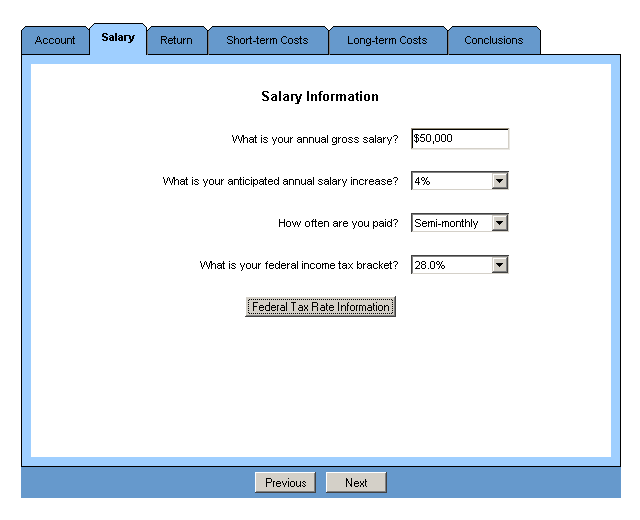 Account Salary Return Short-term Costs Long-term Costs Conclusions
Salary Information
What is your annual gross salary? $50,000
What is your anticipated annual salary increase? 4%
How often are you paid? Semi-monthly
What is your federal income tax bracket? 28.0%
Federal Tax Rate Information
Previous Next